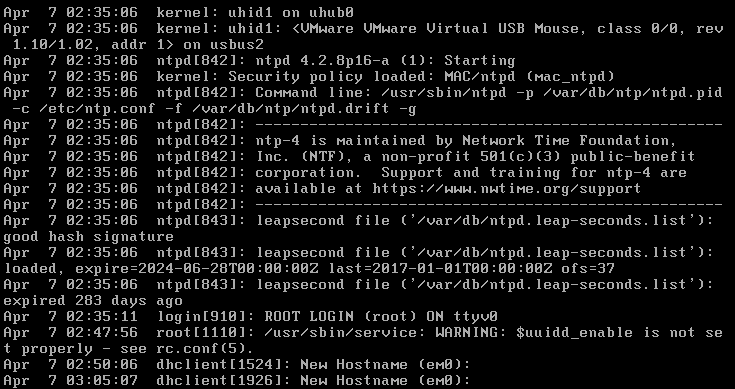 Apr  7 02:35:06  kernel: uhid1 on uhub0
Apr  7 02:35:06  kernel: uhid1: <VMware VMware Virtual USB Mouse, class 0/0, rev
 1.10/1.02, addr 1> on usbus2
Apr  7 02:35:06  ntpd[842]: ntpd 4.2.8p16-a (1): Starting
Apr  7 02:35:06  kernel: Security policy loaded: MAC/ntpd (mac_ntpd)
Apr  7 02:35:06  ntpd[842]: Command line: /usr/sbin/ntpd -p /var/db/ntp/ntpd.pid
 -c /etc/ntp.conf -f /var/db/ntp/ntpd.drift -g
Apr  7 02:35:06  ntpd[842]: ----------------------------------------------------
Apr  7 02:35:06  ntpd[842]: ntp-4 is maintained by Network Time Foundation,
Apr  7 02:35:06  ntpd[842]: Inc. (NTF), a non-profit 501(c)(3) public-benefit
Apr  7 02:35:06  ntpd[842]: corporation.  Support and training for ntp-4 are
Apr  7 02:35:06  ntpd[842]: available at https://www.nwtime.org/support
Apr  7 02:35:06  ntpd[842]: ----------------------------------------------------
Apr  7 02:35:06  ntpd[843]: leapsecond file ('/var/db/ntpd.leap-seconds.list'):
good hash signature
Apr  7 02:35:06  ntpd[843]: leapsecond file ('/var/db/ntpd.leap-seconds.list'):
loaded, expire=2024-06-28T00:00:00Z last=2017-01-01T00:00:00Z ofs=37
Apr  7 02:35:06  ntpd[843]: leapsecond file ('/var/db/ntpd.leap-seconds.list'):
expired 283 days ago
Apr  7 02:35:11  login[910]: ROOT LOGIN (root) ON ttyv0
Apr  7 02:47:56  root[1110]: /usr/sbin/service: WARNING: $uuidd_enable is not se
t properly - see rc.conf(5).
Apr  7 02:50:06  dhclient[1524]: New Hostname (em0):
Apr  7 03:05:07  dhclient[1926]: New Hostname (em0):